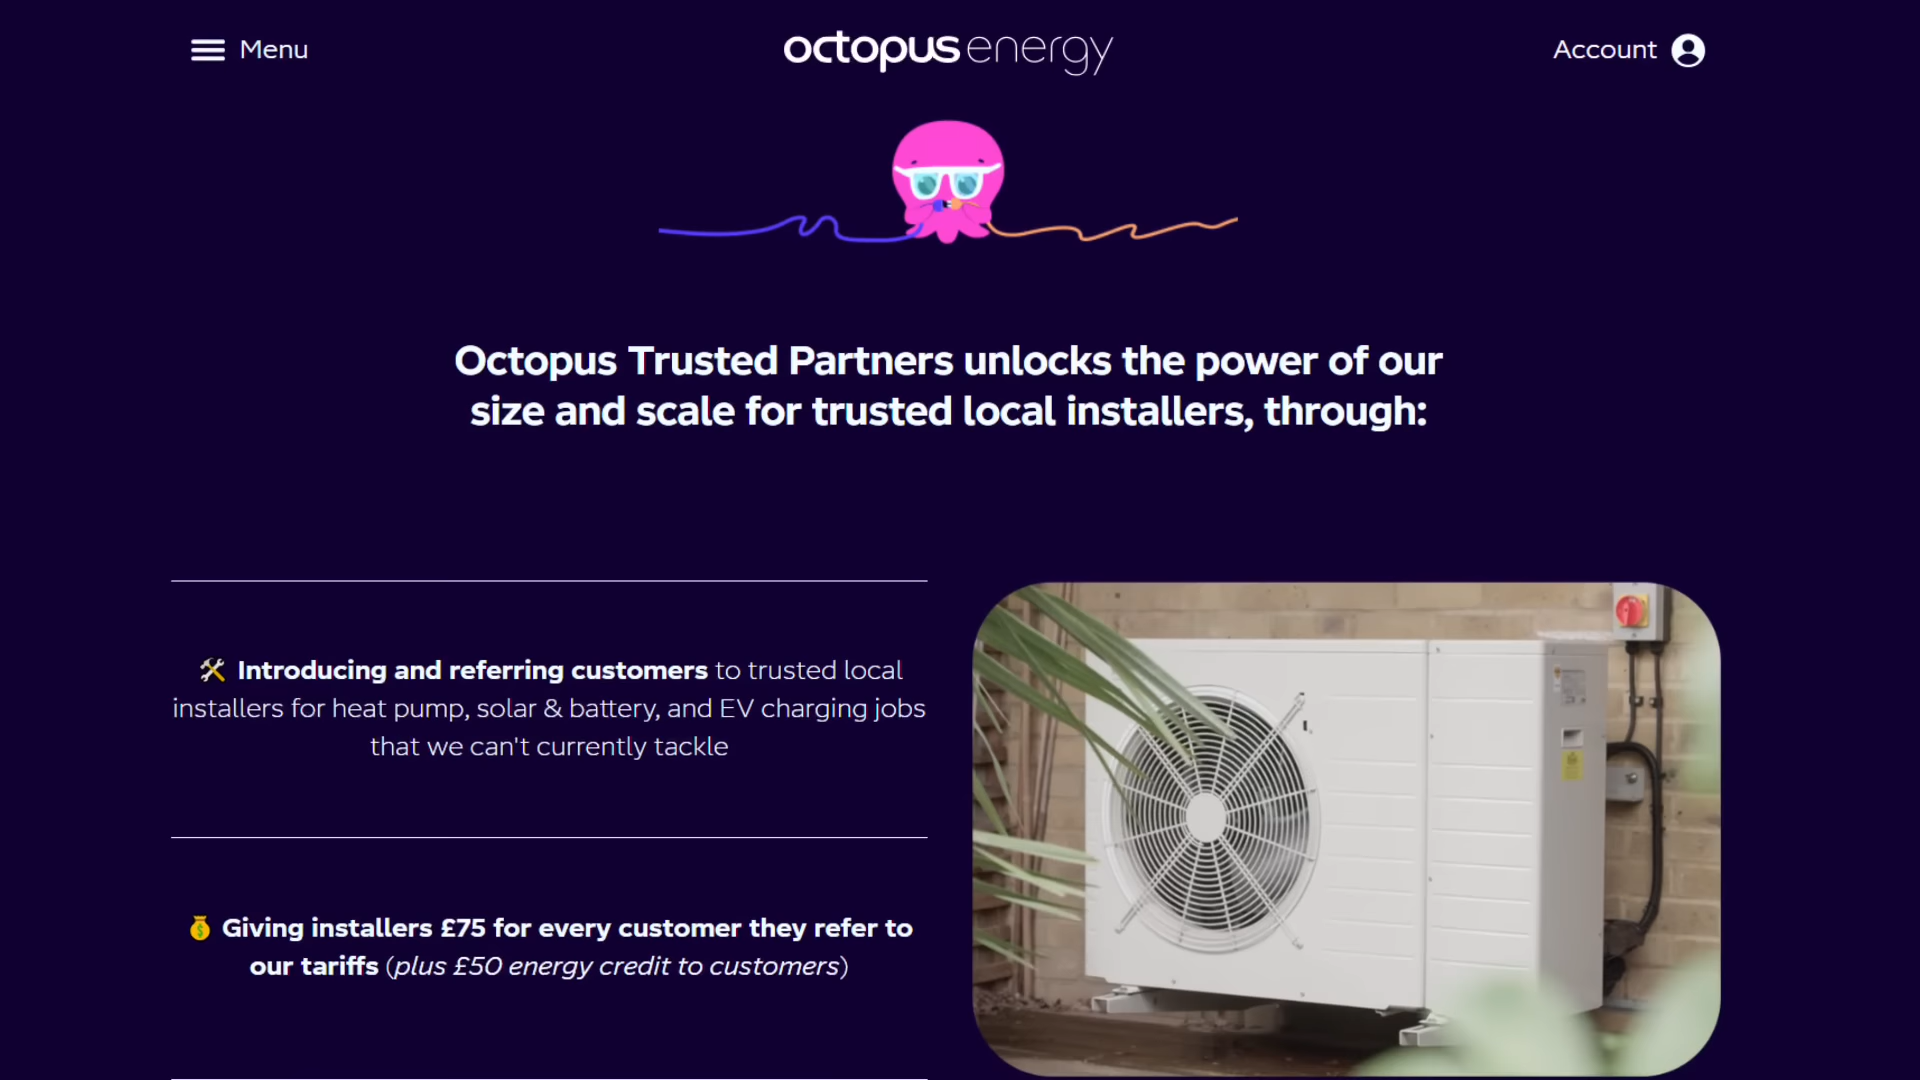 Menu
octopus energy
Account
Octopus Trusted Partners unlocks the power of our
size and scale for trusted local installers, through:
🛠️ Introducing and referring customers to trusted local
installers for heat pump, solar & battery, and EV charging jobs
that we can't currently tackle
💰 Giving installers £75 for every customer they refer to
our tariffs (plus £50 energy credit to customers)